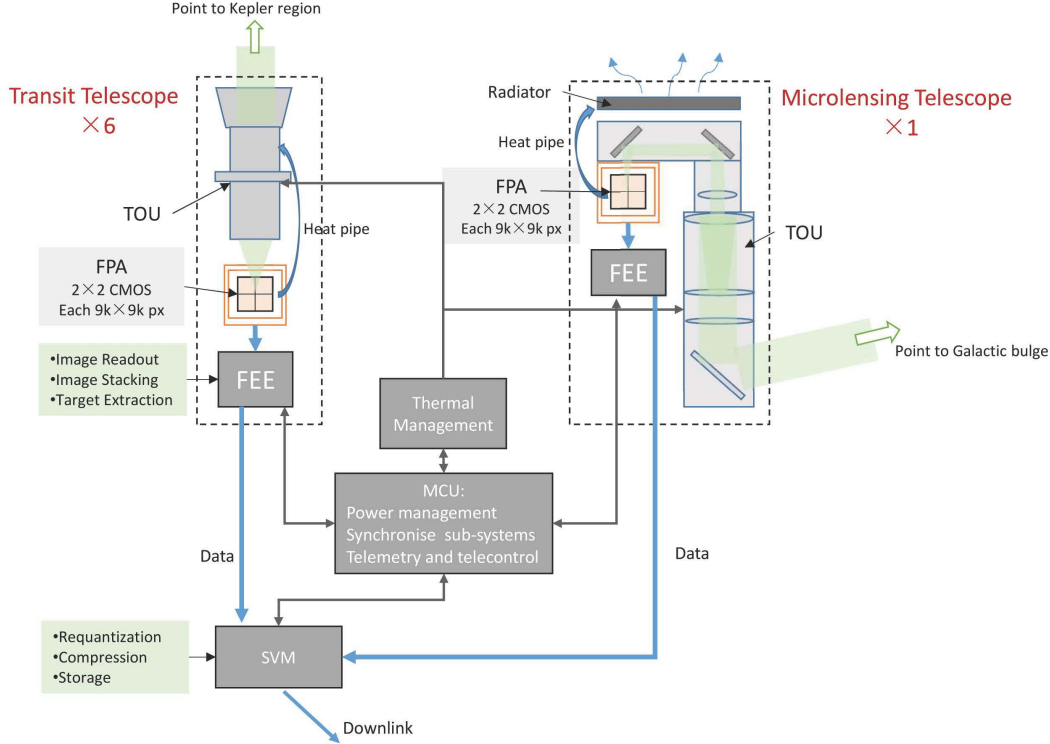 Point to Kepler region
Transit Telescope
×6
TOU
Heat pipe
FPA
2×2 CMOS
Each 9k×9k px
•Image Readout
•Image Stacking
•Target Extraction
FEE
Radiator
Microlensing Telescope
×1
Heat pipe
FPA
2×2 CMOS
Each 9k×9k px
TOU
FEE
Point to Galactic bulge
Thermal
Management
MCU:
Power management
Synchronise sub-systems
Telemetry and telecontrol
Data
Data
•Requantization
•Compression
•Storage
SVM
Downlink